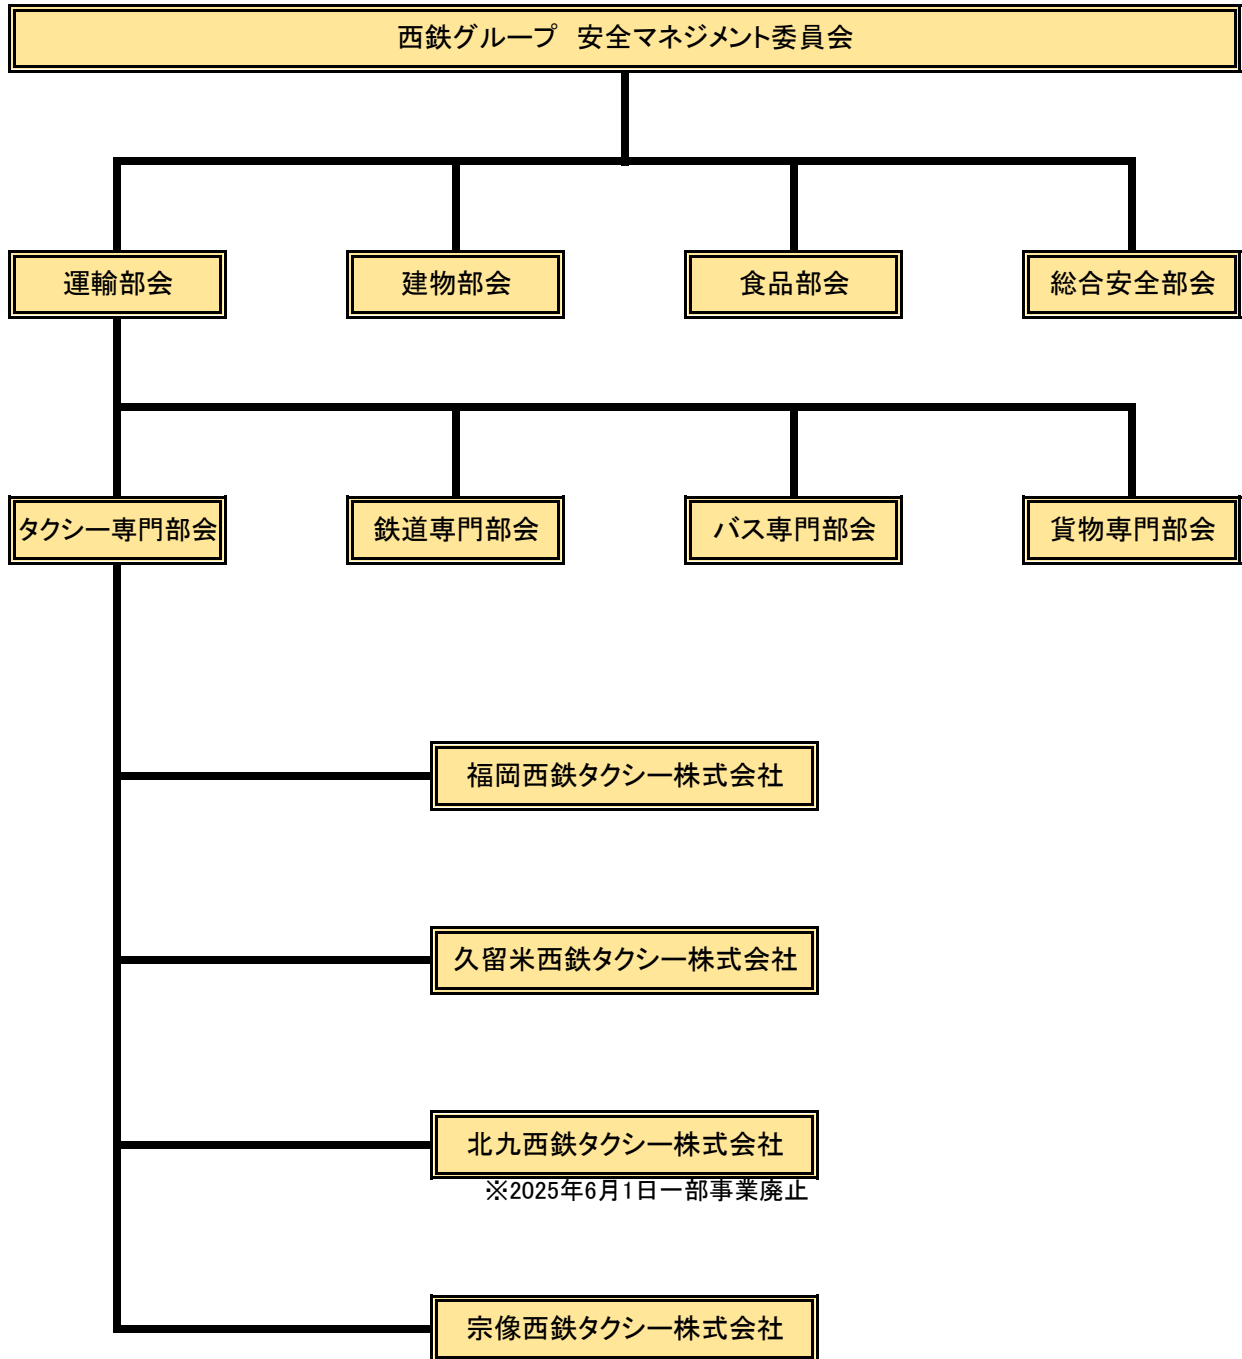 西鉄グループ　安全マネジメント委員会
運輸部会
建物部会
食品部会
総合安全部会
タクシー専門部会
鉄道専門部会
バス専門部会
貨物専門部会
福岡西鉄タクシー株式会社
久留米西鉄タクシー株式会社
北九西鉄タクシー株式会社
※2025年6月1日一部事業廃止
宗像西鉄タクシー株式会社